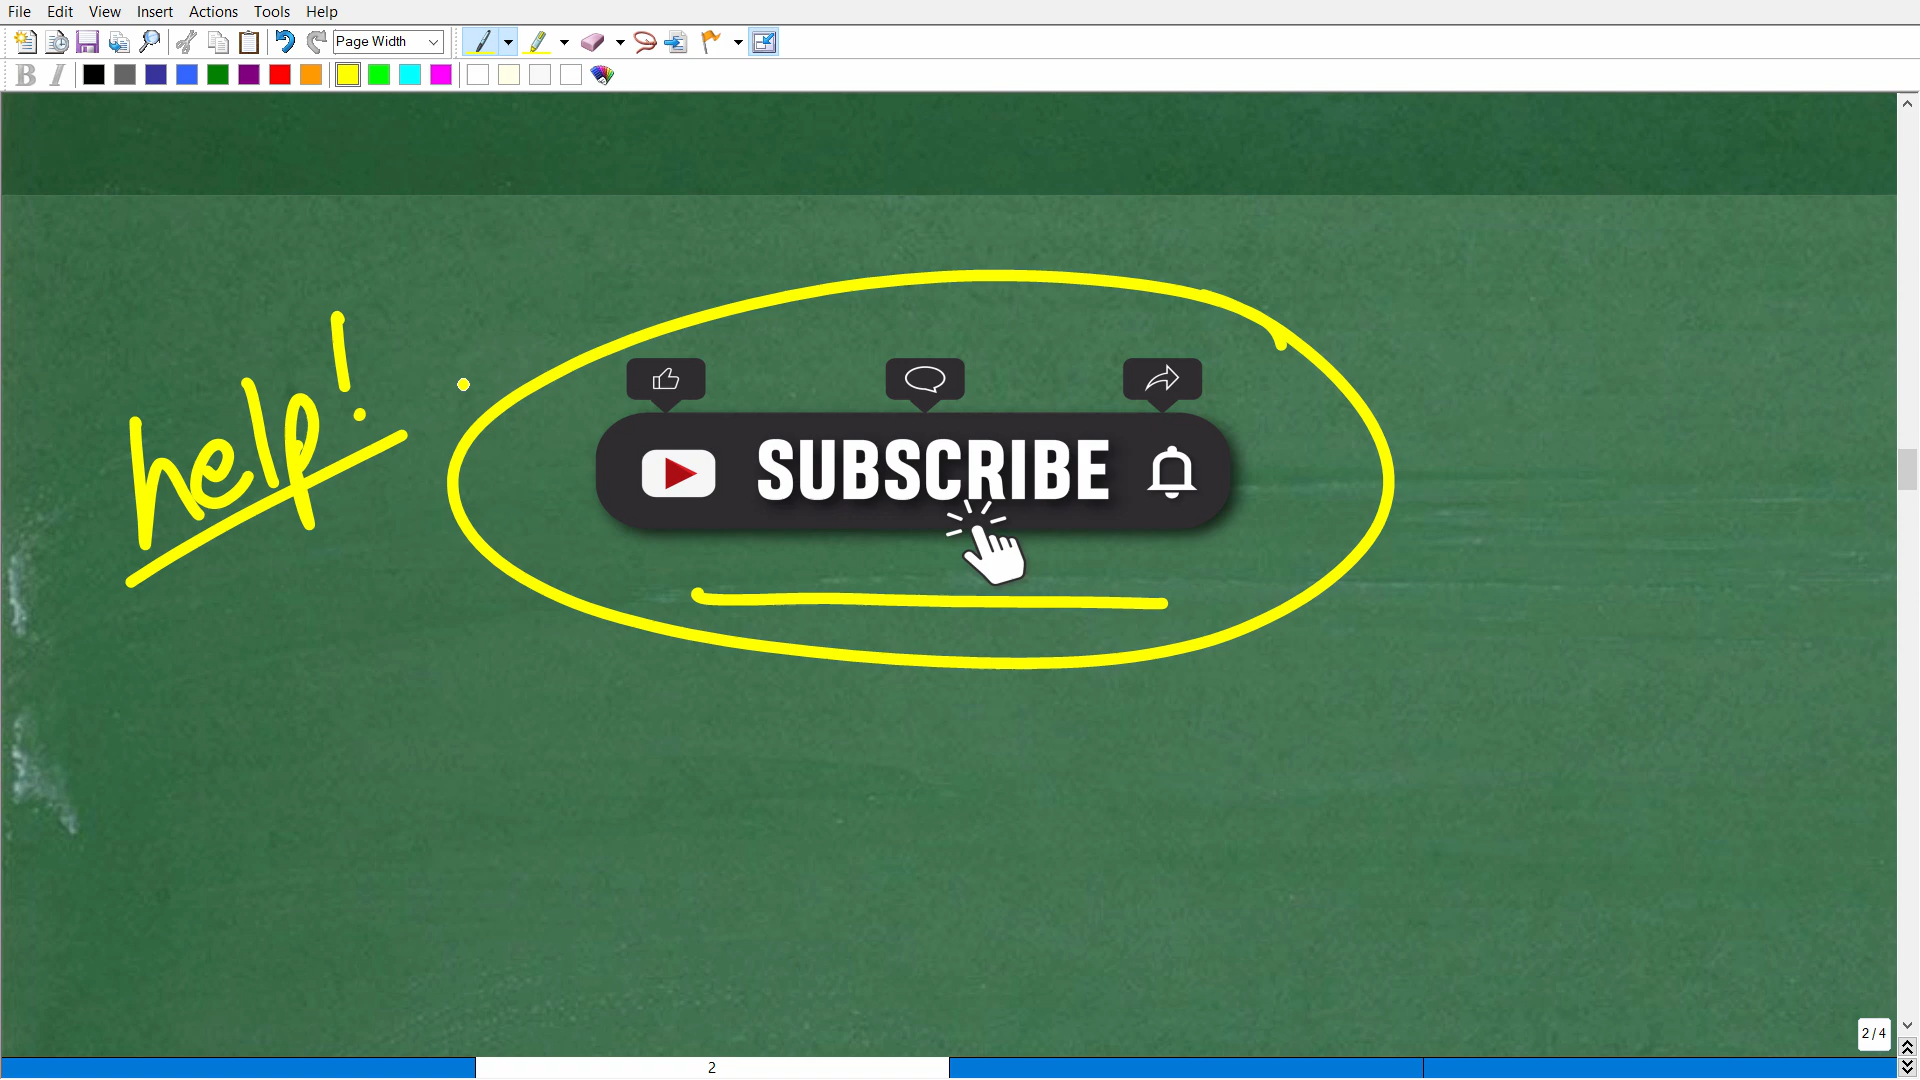 File Edit View Insert Actions Tools Help
Page Width
B I
help!
SUBSCRIBE
2 / 4
2